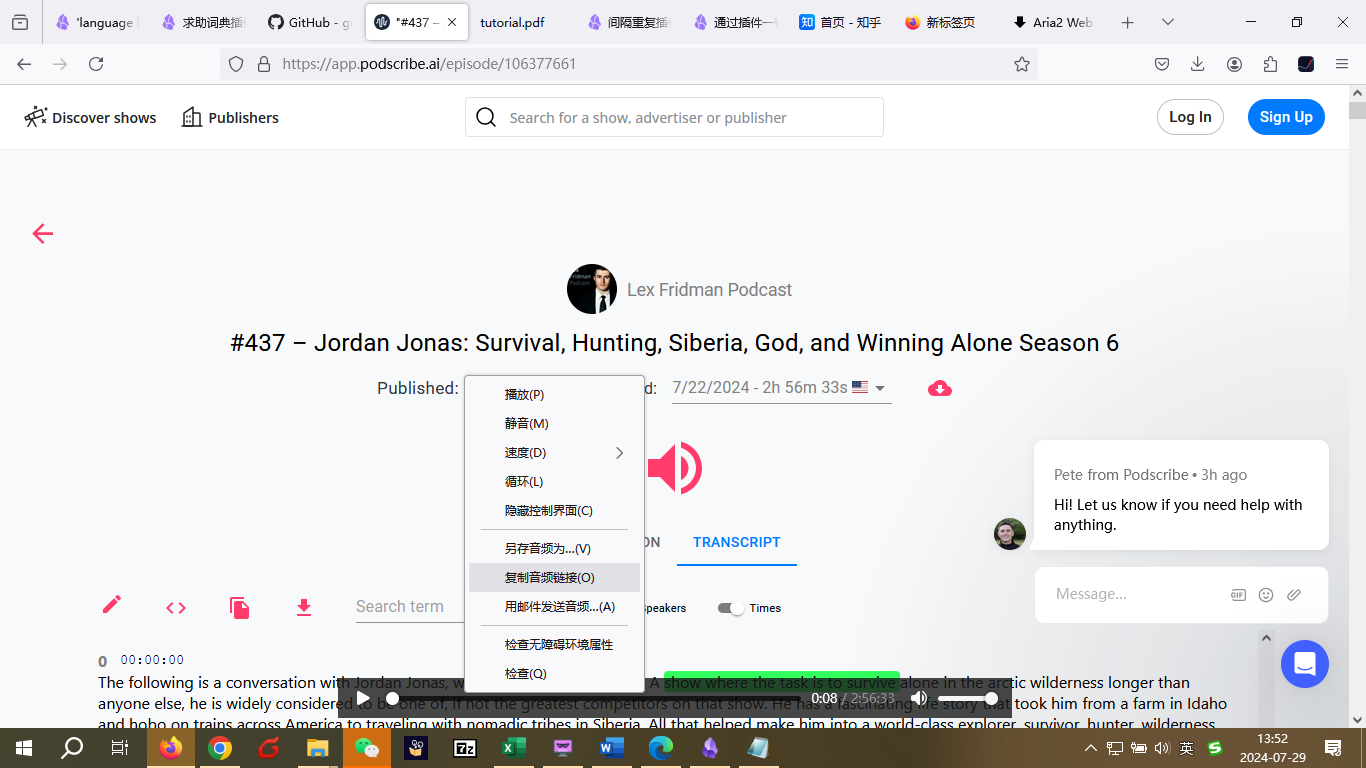 'language
求助词典插件
GitHub - g
"#437 –
tutorial.pdf
间隔重复插件
通过插件一
知 首页 - 知乎
新标签页
Aria2 Web
https://app.podscribe.ai/episode/106377661
Discover shows
Publishers
Search for a show, advertiser or publisher
Log In
Sign Up
Lex Fridman Podcast
#437 – Jordan Jonas: Survival, Hunting, Siberia, God, and Winning Alone Season 6
Published:
d:
7/22/2024 - 2h 56m 33s
播放(P)
静音(M)
速度(D)
循环(L)
隐藏控制界面(C)
另存音频为...(V)
复制音频链接(O)
用邮件发送音频...(A)
检查无障碍环境属性
检查(Q)
Pete from Podscribe • 3h ago
Hi! Let us know if you need help with
anything.
ON
TRANSCRIPT
Message...
GIF
Search term
peakers
Times
0 00:00:00
The following is a conversation with Jordan Jonas, w
A show where the task is to survive alone in the arctic wilderness longer than
anyone else, he is widely considered to be one of, if not the greatest competitors on that show. He has a fascinating life story that took him from a farm in Idaho
0:08 / 2:56:33
and hobo on trains across America to traveling with nomadic tribes in Siberia. All that helped make him into a world-class explorer, survivor, hunter, wilderness
7z
英
13:52
2024-07-29